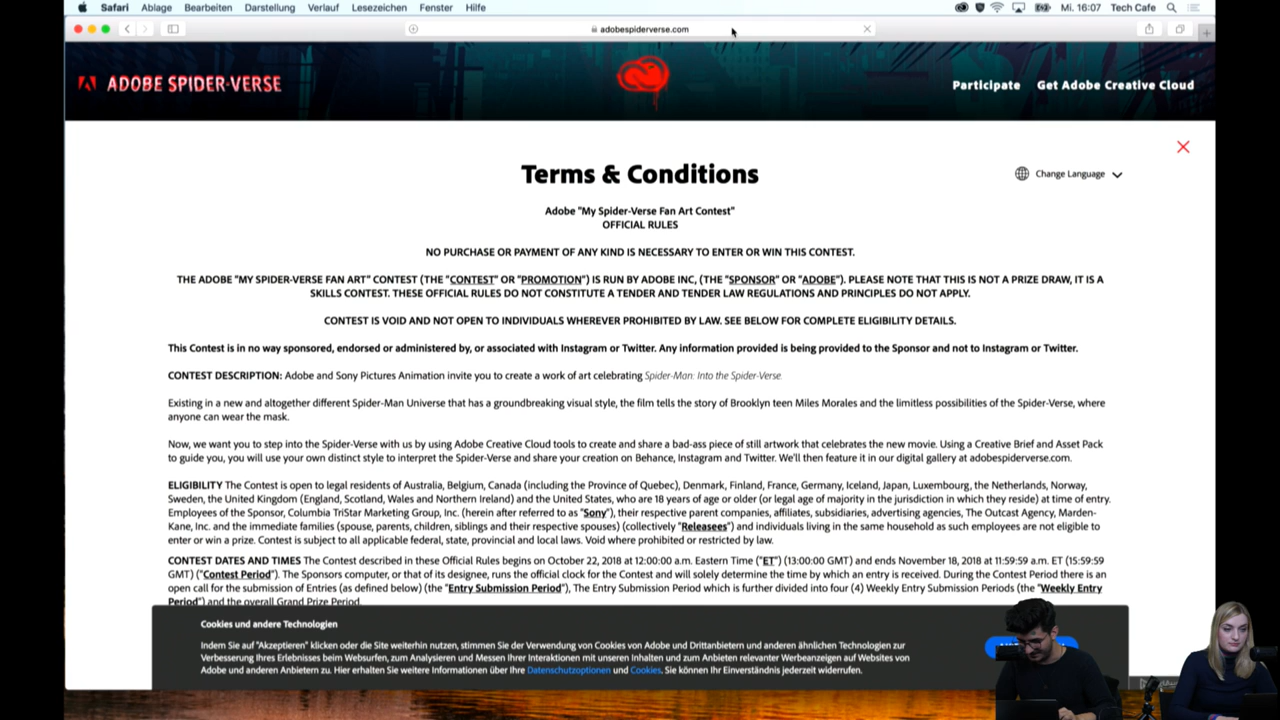 Safari Ablage Bearbeiten Darstellung Verlauf Lesezeichen Fenster Hilfe Mi. 16:07 Tech Cafe
adobespiderverse.com
ADOBE SPIDER-VERSE Participate Get Adobe Creative Cloud
Terms & Conditions
Change Language
Adobe "My Spider-Verse Fan Art Contest"
OFFICIAL RULES
NO PURCHASE OR PAYMENT OF ANY KIND IS NECESSARY TO ENTER OR WIN THIS CONTEST.
THE ADOBE "MY SPIDER-VERSE FAN ART" CONTEST (THE "CONTEST" OR "PROMOTION") IS RUN BY ADOBE INC, (THE "SPONSOR" OR "ADOBE"). PLEASE NOTE THAT THIS IS NOT A PRIZE DRAW, IT IS A
SKILLS CONTEST. THESE OFFICIAL RULES DO NOT CONSTITUTE A TENDER AND TENDER LAW REGULATIONS AND PRINCIPLES DO NOT APPLY.
CONTEST IS VOID AND NOT OPEN TO INDIVIDUALS WHEREVER PROHIBITED BY LAW. SEE BELOW FOR COMPLETE ELIGIBILITY DETAILS.
This Contest is in no way sponsored, endorsed or administered by, or associated with Instagram or Twitter. Any information provided is being provided to the Sponsor and not to Instagram or Twitter.
CONTEST DESCRIPTION: Adobe and Sony Pictures Animation invite you to create a work of art celebrating Spider-Man: Into the Spider-Verse.
Existing in a new and altogether different Spider-Man Universe that has a groundbreaking visual style, the film tells the story of Brooklyn teen Miles Morales and the limitless possibilities of the Spider-Verse, where
anyone can wear the mask.
Now, we want you to step into the Spider-Verse with us by using Adobe Creative Cloud tools to create and share a bad-ass piece of still artwork that celebrates the new movie. Using a Creative Brief and Asset Pack
to guide you, you will use your own distinct style to interpret the Spider-Verse and share your creation on Behance, Instagram and Twitter. We'll then feature it in our digital gallery at adobespiderverse.com.
ELIGIBILITY The Contest is open to legal residents of Australia, Belgium, Canada (including the Province of Quebec), Denmark, Finland, France, Germany, Iceland, Japan, Luxembourg, the Netherlands, Norway,
Sweden, the United Kingdom (England, Scotland, Wales and Northern Ireland) and the United States, who are 18 years of age or older (or legal age of majority in the jurisdiction in which they reside) at time of entry.
Employees of the Sponsor, Columbia TriStar Marketing Group, Inc. (herein after referred to as "Sony"), their respective parent companies, affiliates, subsidiaries, advertising agencies, The Outcast Agency, Marden-
Kane, Inc. and the immediate families (spouse, parents, children, siblings and their respective spouses) (collectively "Releasees") and individuals living in the same household as such employees are not eligible to
enter or win a prize. Contest is subject to all applicable federal, state, provincial and local laws. Void where prohibited or restricted by law.
CONTEST DATES AND TIMES The Contest described in these Official Rules begins on October 22, 2018 at 12:00:00 a.m. Eastern Time ("ET") (13:00:00 GMT) and ends November 18, 2018 at 11:59:59 a.m. ET (15:59:59
GMT) ("Contest Period"). The Sponsors computer, or that of its designee, runs the official clock for the Contest and will solely determine the time by which an entry is received. During the Contest Period there is an
open call for the submission of Entries (as defined below) (the "Entry Submission Period"), The Entry Submission Period which is further divided into four (4) Weekly Entry Submission Periods (the "Weekly Entry
Period") and the overall Grand Prize Period.
Cookies und andere Technologien
Indem Sie auf "Akzeptieren" klicken oder die Site weiterhin nutzen, stimmen Sie der Verwendung von Cookies von Adobe und Drittanbietern und anderen ähnlichen Technologien zur
Verbesserung Ihres Erlebnisses beim Websurfen, zum Analysieren und Messen Ihrer Interaktionen mit unseren Inhalten und zum Anbieten relevanter Werbeanzeigen auf Websites von
Adobe und anderen Anbietern zu. Hier erhalten Sie weitere Informationen über Ihre Datenschutzoptionen und Cookies. Sie können Ihr Einverständnis jederzeit widerrufen.